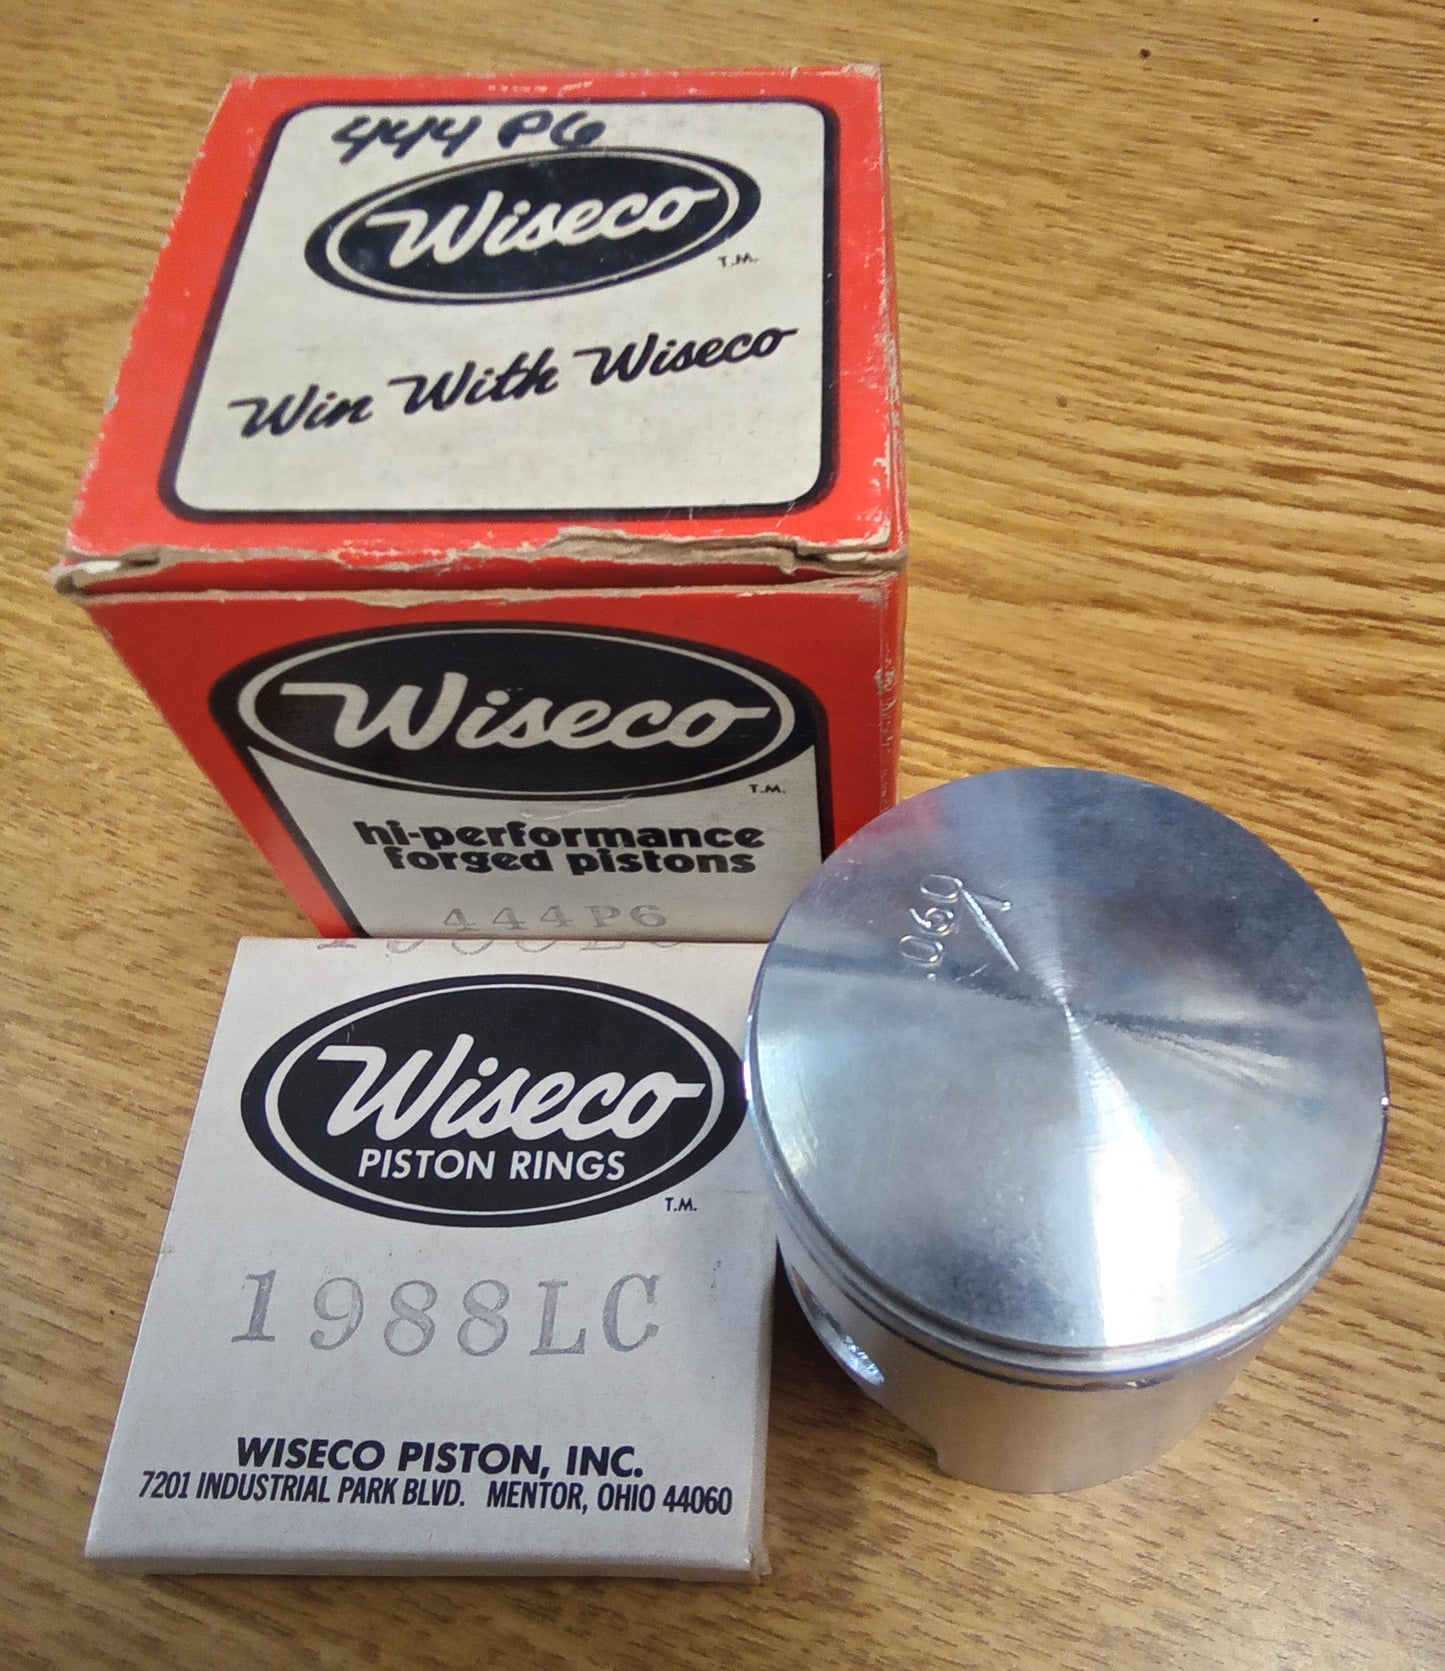 444 P6
Wiseco
T.M.
Win With Wiseco
Wiseco
T.M.
hi-performance
forged pistons
444P6
1988LC
Wiseco
PISTON RINGS
T.M.
1988LC
WISECO PISTON, INC.
7201 INDUSTRIAL PARK BLVD. MENTOR, OHIO 44060
.060